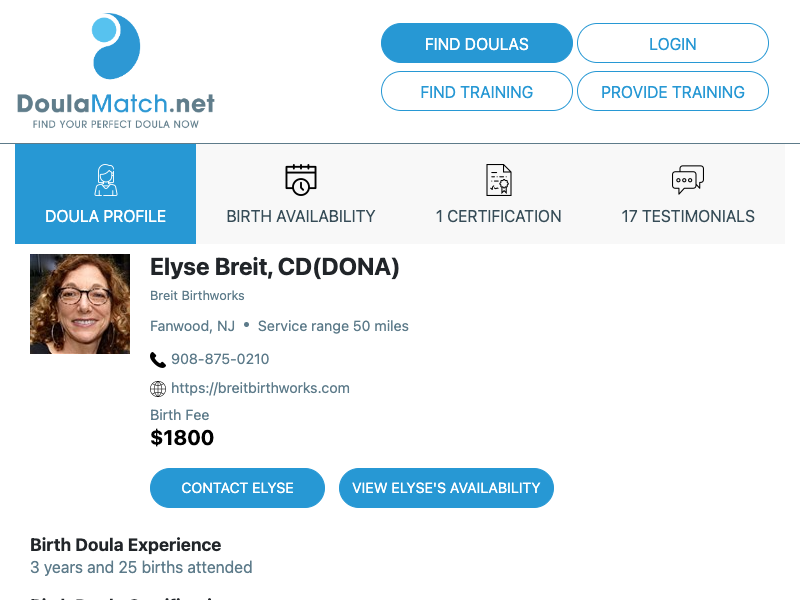 DoulaMatch.net
FIND YOUR PERFECT DOULA NOW
FIND DOULAS
LOGIN
FIND TRAINING
PROVIDE TRAINING
DOULA PROFILE
BIRTH AVAILABILITY
1 CERTIFICATION
17 TESTIMONIALS
Elyse Breit, CD(DONA)
Breit Birthworks
Fanwood, NJ • Service range 50 miles
908-875-0210
https://breitbirthworks.com
Birth Fee
$1800
CONTACT ELYSE
VIEW ELYSE'S AVAILABILITY
Birth Doula Experience
3 years and 25 births attended